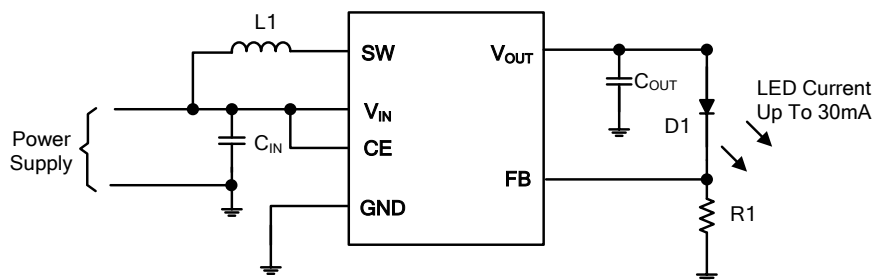 L1
SW
VOUT
COUT
LED Current
Up To 30mA
D1
VIN
Power
Supply
CIN
CE
FB
GND
R1